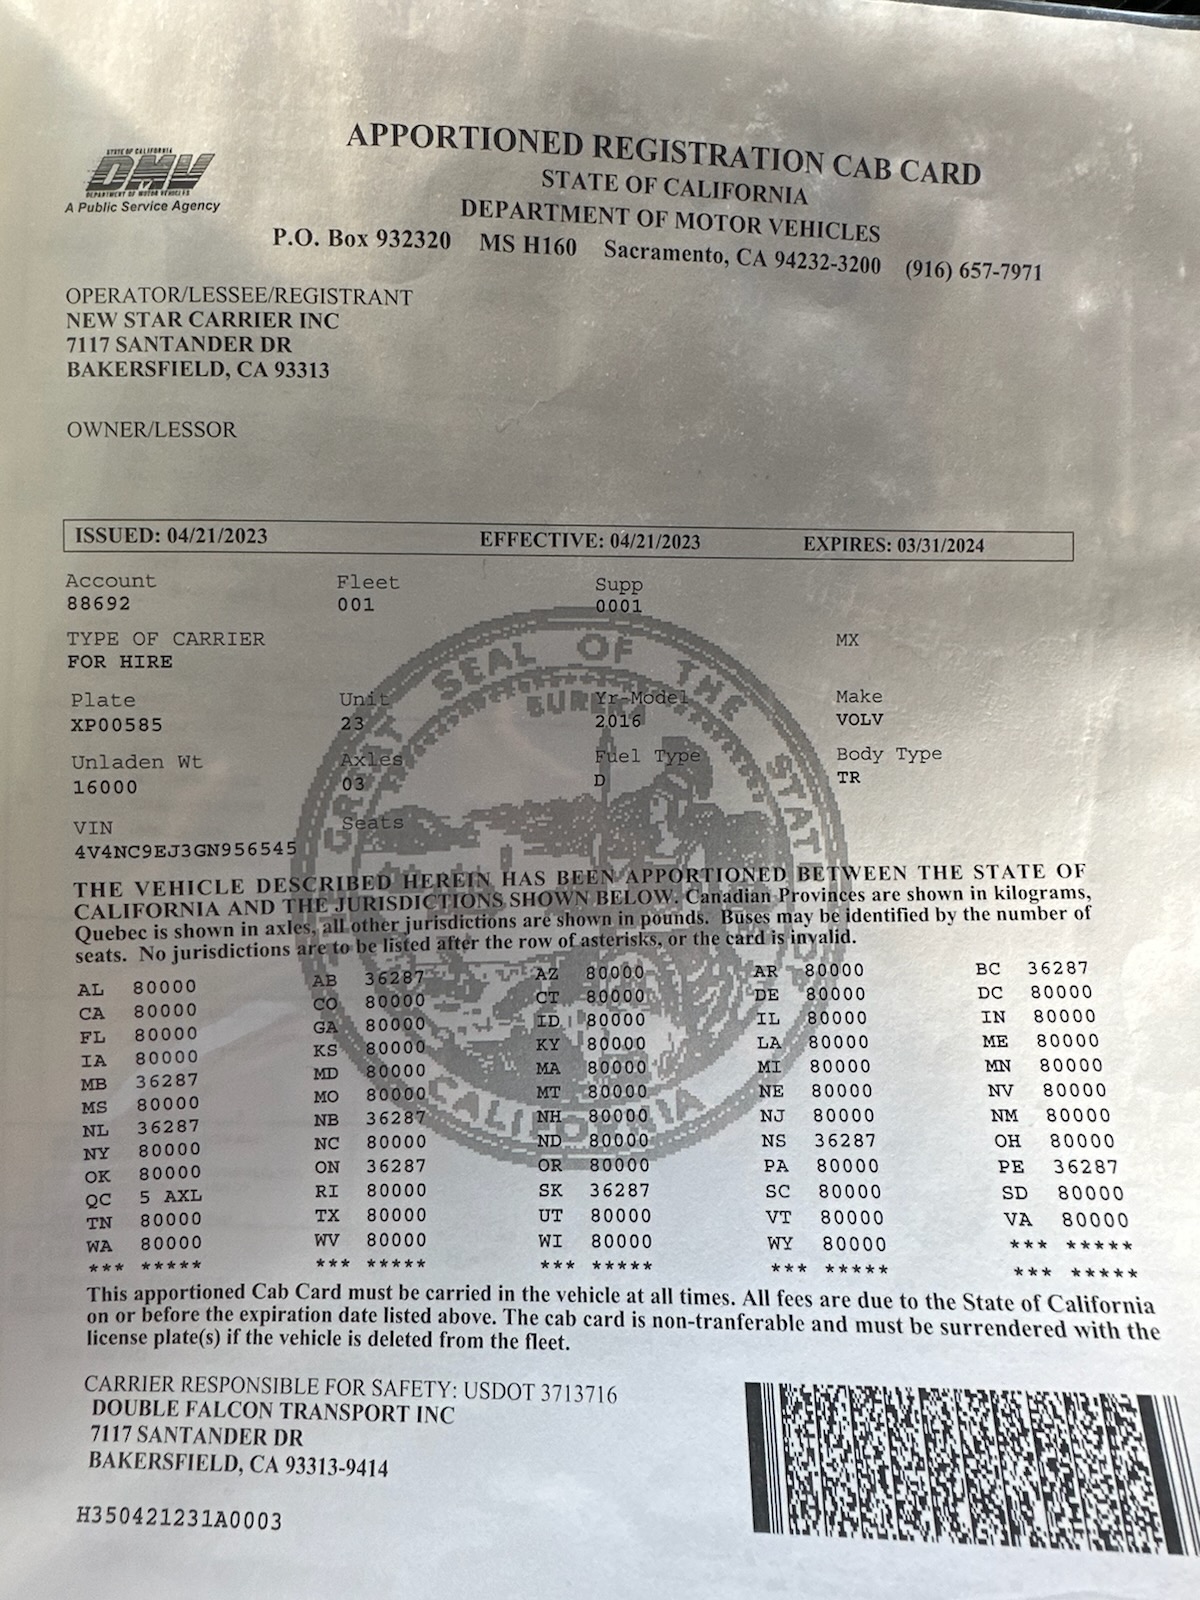 STATE OF CALIFORNIA
DMV
DEPARTMENT OF MOTOR VEHICLES
A Public Service Agency
APPORTIONED REGISTRATION CAB CARD
STATE OF CALIFORNIA
DEPARTMENT OF MOTOR VEHICLES
P.O. Box 932320 MS H160 Sacramento, CA 94232-3200 (916) 657-7971
OPERATOR/LESSEE/REGISTRANT
NEW STAR CARRIER INC
7117 SANTANDER DR
BAKERSFIELD, CA 93313
OWNER/LESSOR
ISSUED: 04/21/2023 EFFECTIVE: 04/21/2023 EXPIRES: 03/31/2024
Account Fleet Supp
88692 001 0001
TYPE OF CARRIER MX
FOR HIRE
Plate Unit Yr-Model Make
XP00585 23 2016 VOLV
Unladen Wt Axles Fuel Type Body Type
16000 03 D TR
VIN Seats
4V4NC9EJ3GN956545
GREAT SEAL OF THE STATE
EUREKA
CALIFORNIA
THE VEHICLE DESCRIBED HEREIN HAS BEEN APPORTIONED BETWEEN THE STATE OF
CALIFORNIA AND THE JURISDICTIONS SHOWN BELOW. Canadian Provinces are shown in kilograms,
Quebec is shown in axles, all other jurisdictions are shown in pounds. Buses may be identified by the number of
seats. No jurisdictions are to be listed after the row of asterisks, or the card is invalid.
AL 80000 AB 36287 AZ 80000 AR 80000 BC 36287
CA 80000 CO 80000 CT 80000 DE 80000 DC 80000
FL 80000 GA 80000 ID 80000 IL 80000 IN 80000
IA 80000 KS 80000 KY 80000 LA 80000 ME 80000
MB 36287 MD 80000 MA 80000 MI 80000 MN 80000
MS 80000 MO 80000 MT 80000 NE 80000 NV 80000
NL 36287 NB 36287 NH 80000 NJ 80000 NM 80000
NY 80000 NC 80000 ND 80000 NS 36287 OH 80000
OK 80000 ON 36287 OR 80000 PA 80000 PE 36287
QC 5 AXL RI 80000 SK 36287 SC 80000 SD 80000
TN 80000 TX 80000 UT 80000 VT 80000 VA 80000
WA 80000 WV 80000 WI 80000 WY 80000 *** *****
*** ***** *** ***** *** ***** *** ***** *** *****
This apportioned Cab Card must be carried in the vehicle at all times. All fees are due to the State of California
on or before the expiration date listed above. The cab card is non-tranferable and must be surrendered with the
license plate(s) if the vehicle is deleted from the fleet.
CARRIER RESPONSIBLE FOR SAFETY: USDOT 3713716
DOUBLE FALCON TRANSPORT INC
7117 SANTANDER DR
BAKERSFIELD, CA 93313-9414
H350421231A0003